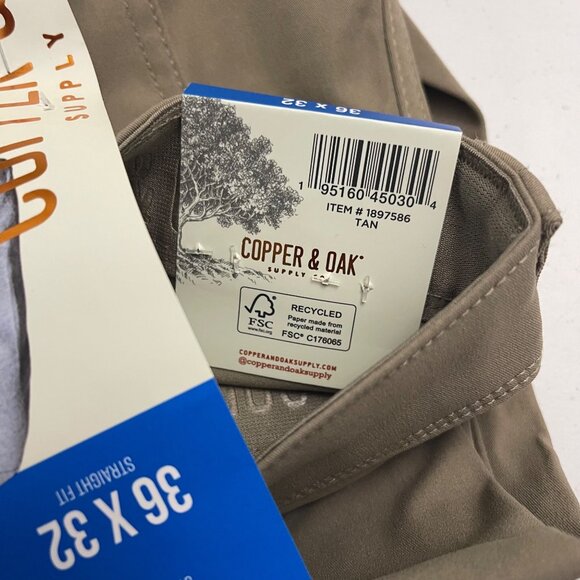 SUPPLY
36 X 32
1 95160 45030 4
ITEM # 1897586
TAN
COPPER & OAK®
SUPPLY CO.
FSC
www.fsc.org
RECYCLED
Paper made from
recycled material
FSC® C176065
COPPERANDOAKSUPPLY.COM
@copperandoaksupply
36 X 32
STRAIGHT FIT